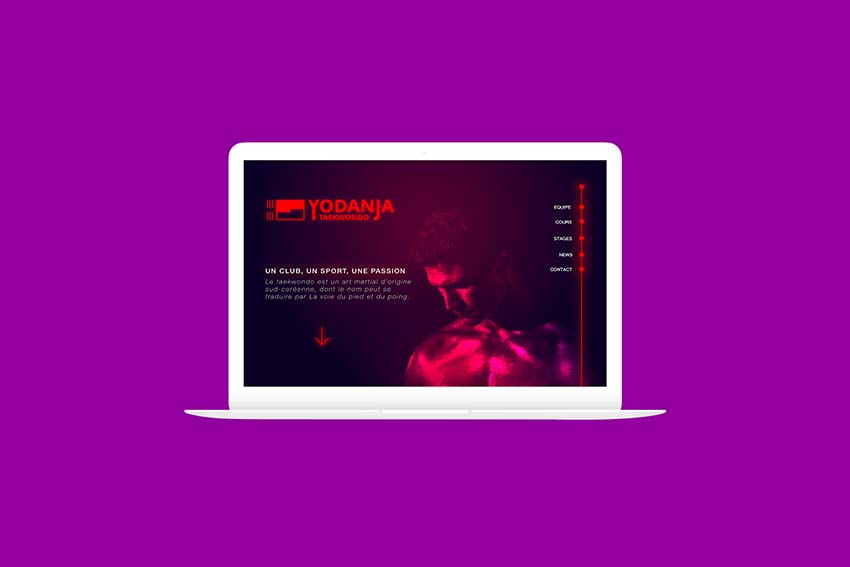 YODANJA
TAEKWONDO
EQUIPE
COURS
STAGES
NEWS
CONTACT
UN CLUB, UN SPORT, UNE PASSION
Le taekwondo est un art martial d'origine
sud-coréenne, dont le nom peut se
traduire par La voie du pied et du poing.